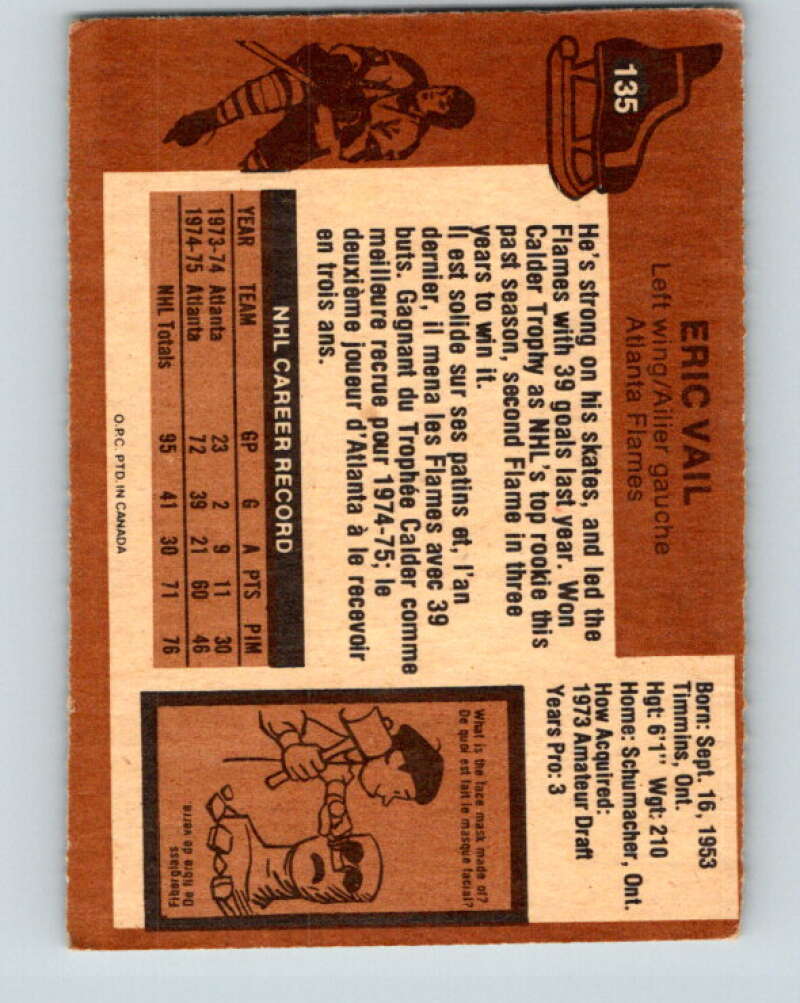 135
ERIC VAIL
Left wing/Ailier gauche
Atlanta Flames
Born: Sept. 16, 1953
Timmins, Ont.
Hgt: 6'1" Wgt: 210
Home: Schumacher, Ont.
How Acquired:
1973 Amateur Draft
Years Pro: 3
He's strong on his skates, and led the
Flames with 39 goals last year. Won
Calder Trophy as NHL's top rookie this
past season, second Flame in three
years to win it.
Il est solide sur ses patins et, l'an
dernier, il mena les Flames avec 39
buts. Gagnant du Trophée Calder comme
meilleure recrue pour 1974-75; le
deuxième joueur d'Atlanta à le recevoir
en trois ans.
NHL CAREER RECORD
YEAR TEAM GP G A PTS PIM
1973-74 Atlanta 23 2 9 11 30
1974-75 Atlanta 72 39 21 60 46
NHL Totals 95 41 30 71 76
What is the face mask made of?
De quoi est fait le masque facial?
Fiberglass
De fibre de verre
O.P.C. PTD. IN CANADA